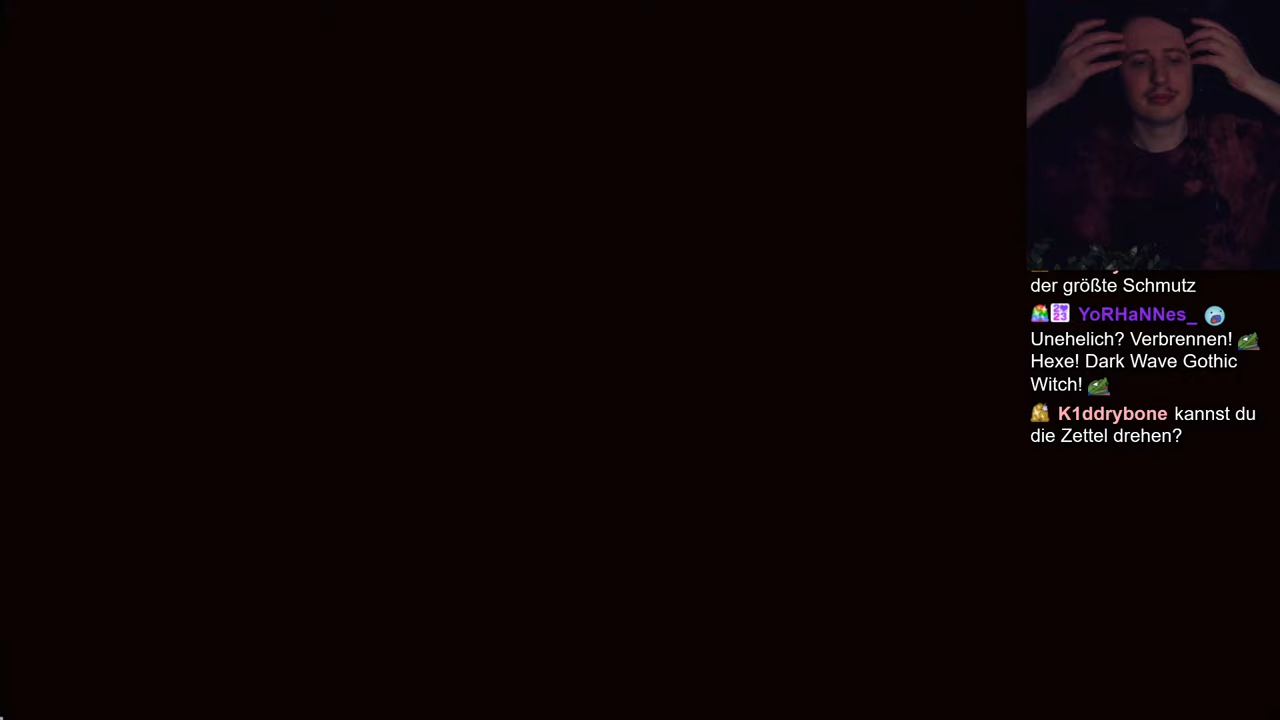 der größte Schmutz
YoRHaNNes_
Unehelich? Verbrennen!
Hexe! Dark Wave Gothic
Witch!
K1ddrybone kannst du
die Zettel drehen?